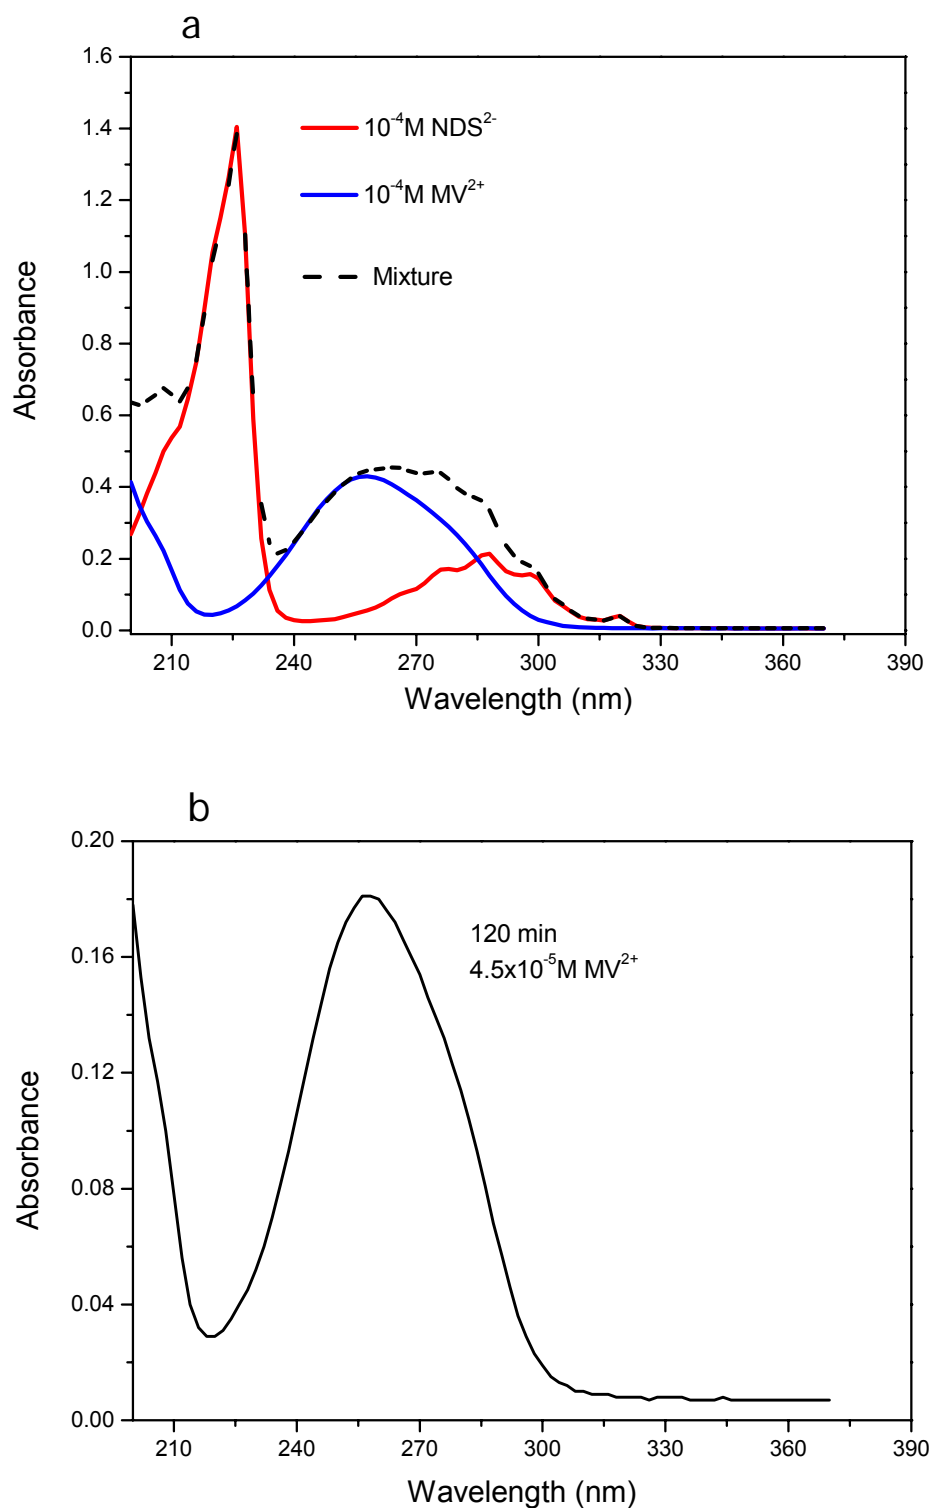 a
1.6
1.4
1.2
1.0
0.8
0.6
0.4
0.2
0.0
Absorbance
10⁻⁴M NDS²⁻
10⁻⁴M MV²⁺
Mixture
210 240 270 300 330 360 390
Wavelength (nm)
b
0.20
0.16
0.12
0.08
0.04
0.00
Absorbance
120 min
4.5x10⁻⁵M MV²⁺
210 240 270 300 330 360 390
Wavelength (nm)